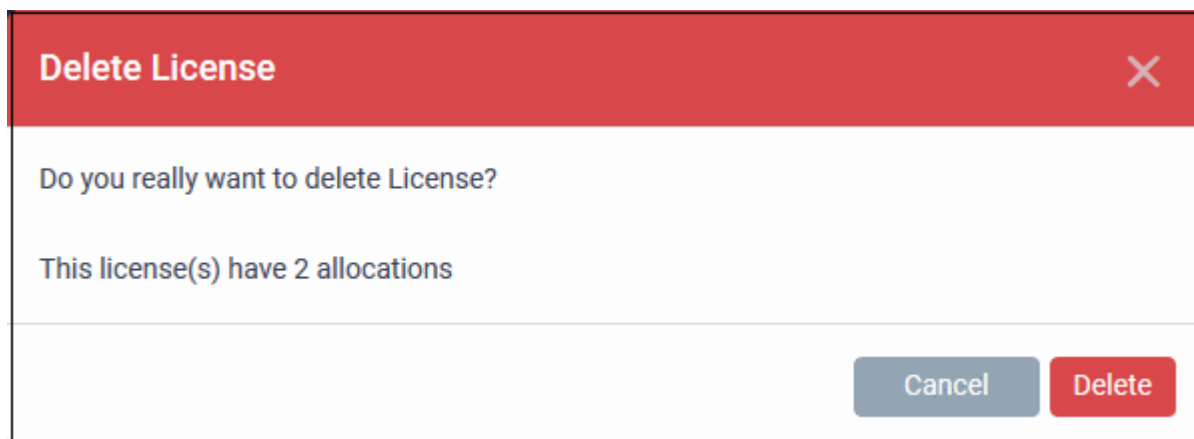 Delete License
Do you really want to delete License?
This license(s) have 2 allocations
Cancel Delete